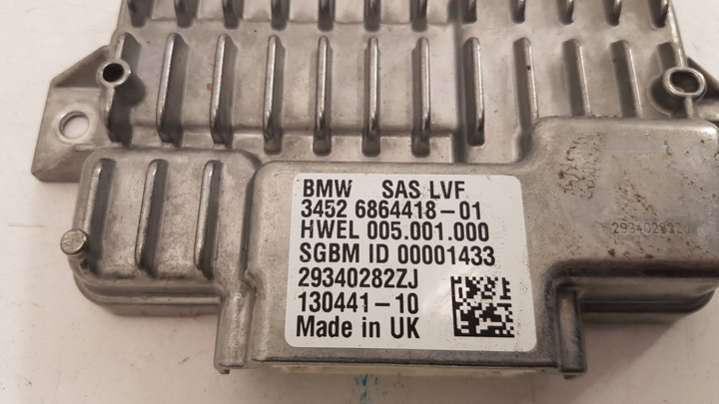 BMW SAS LVF
3452 6864418-01
HWEL 005.001.000
SGBM ID 00001433
29340282ZJ
130441-10
Made in UK
29340282ZJ